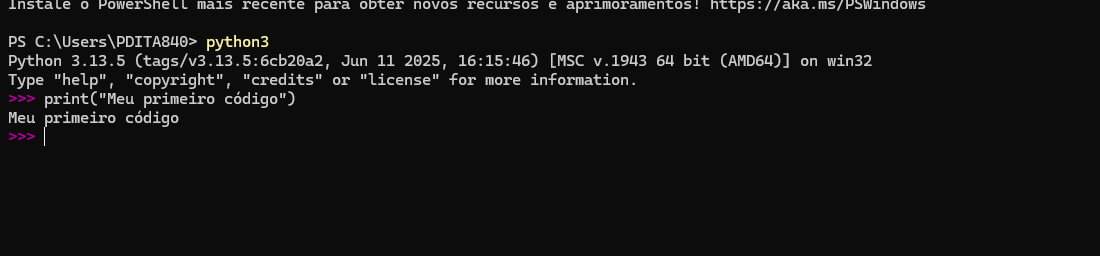 Instale o PowerShell mais recente para obter novos recursos e aprimoramentos! https://aka.ms/PSWindows
PS C:\Users\PDITA840> python3
Python 3.13.5 (tags/v3.13.5:6cb20a2, Jun 11 2025, 16:15:46) [MSC v.1943 64 bit (AMD64)] on win32
Type "help", "copyright", "credits" or "license" for more information.
>>> print("Meu primeiro código")
Meu primeiro código
>>>